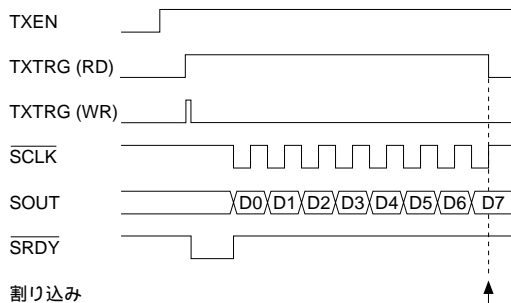 TXEN
TXTRG (RD)
TXTRG (WR)
SCLK
SOUT D0 D1 D2 D3 D4 D5 D6 D7
SRDY
割り込み